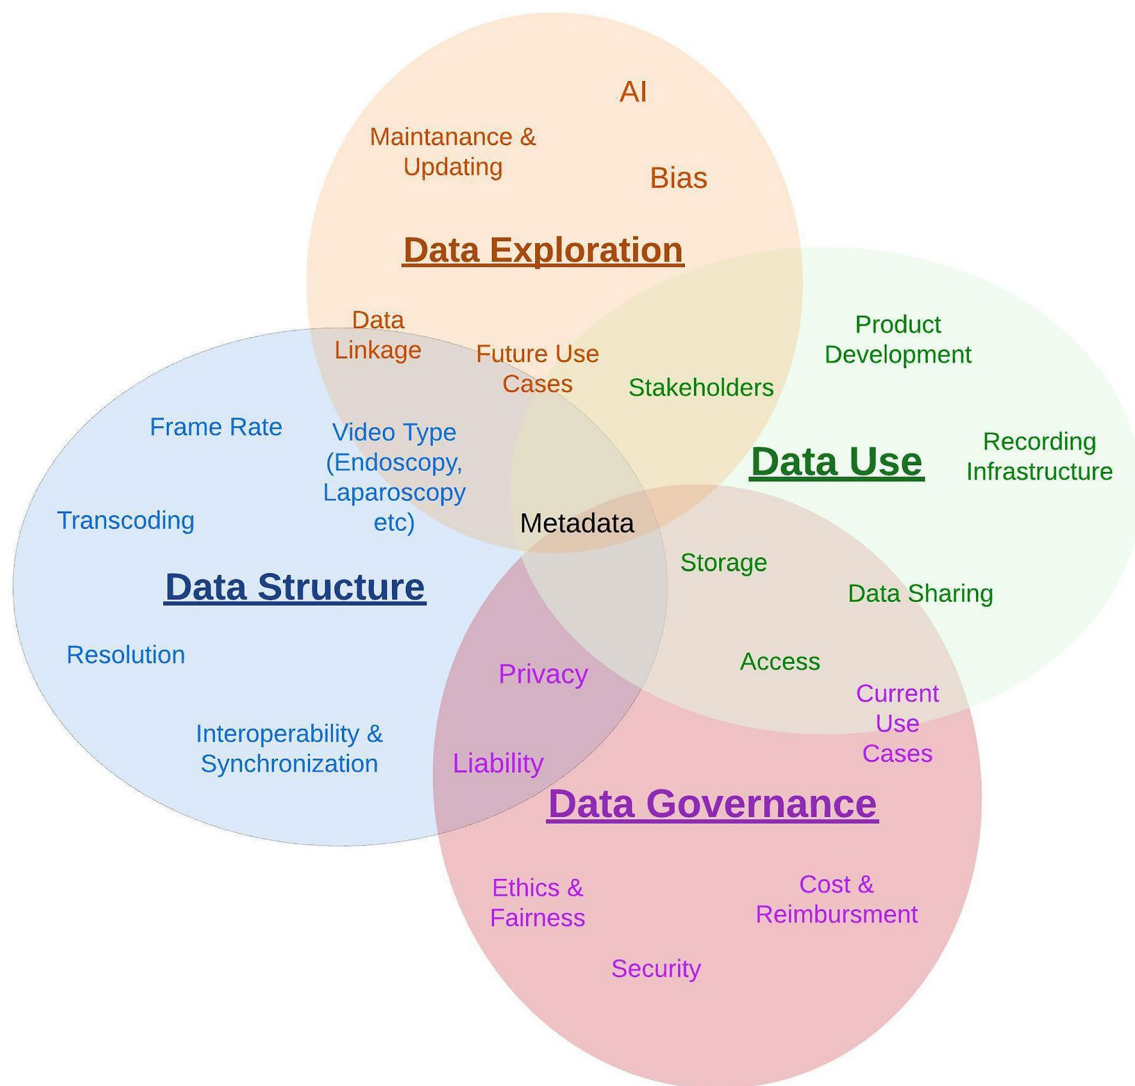 AI
Maintanance &
Updating
Bias
Data Exploration
Data
Linkage
Future Use
Cases
Stakeholders
Product
Development
Recording
Infrastructure
Data Use
Frame Rate
Video Type
(Endoscopy,
Laparoscopy
etc)
Transcoding
Metadata
Data Structure
Storage
Data Sharing
Access
Resolution
Privacy
Current
Use
Cases
Interoperability &
Synchronization
Liability
Data Governance
Ethics &
Fairness
Cost &
Reimbursment
Security